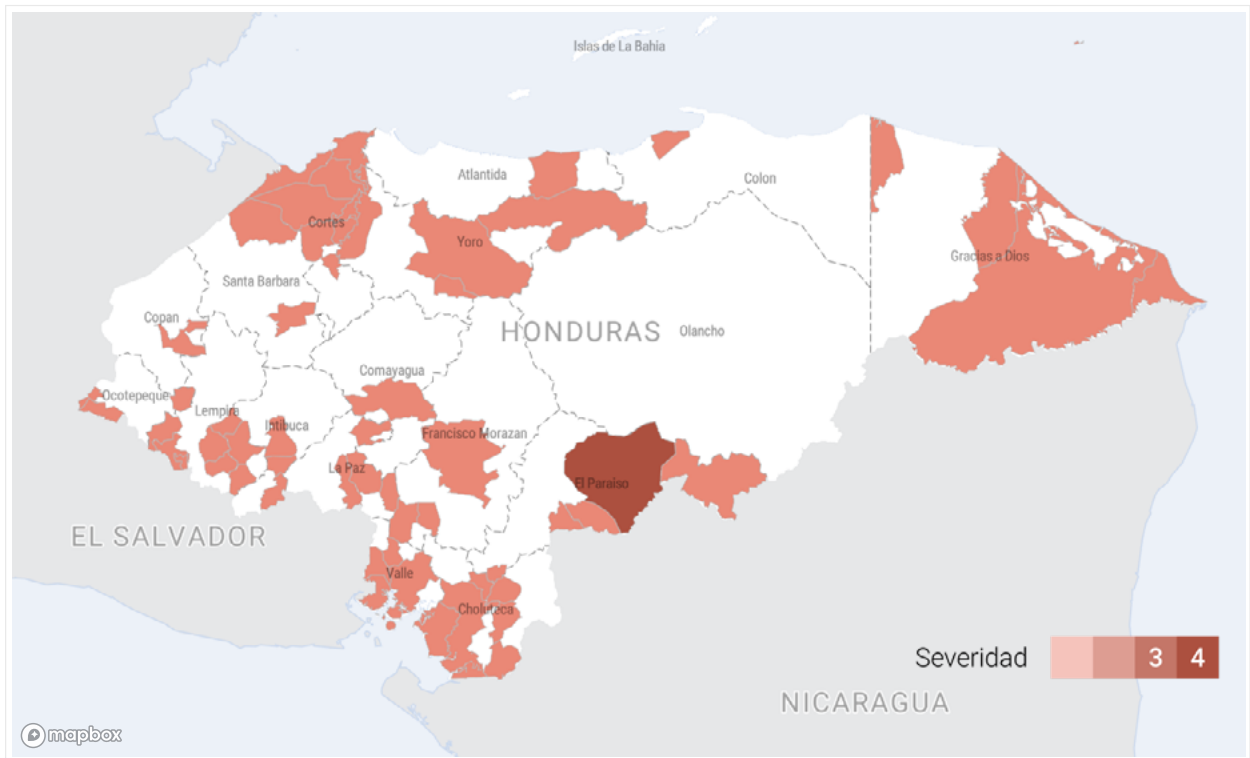 Islas de La Bahia
Atlantida
Colon
Cortes
Yoro
Gracias a Dios
Santa Barbara
Copan
HONDURAS
Olancho
Comayagua
Ocotepeque
Lempira
Intibuca
Francisco Morazan
La Paz
El Paraiso
EL SALVADOR
Valle
Choluteca
Severidad 3 4
NICARAGUA
mapbox